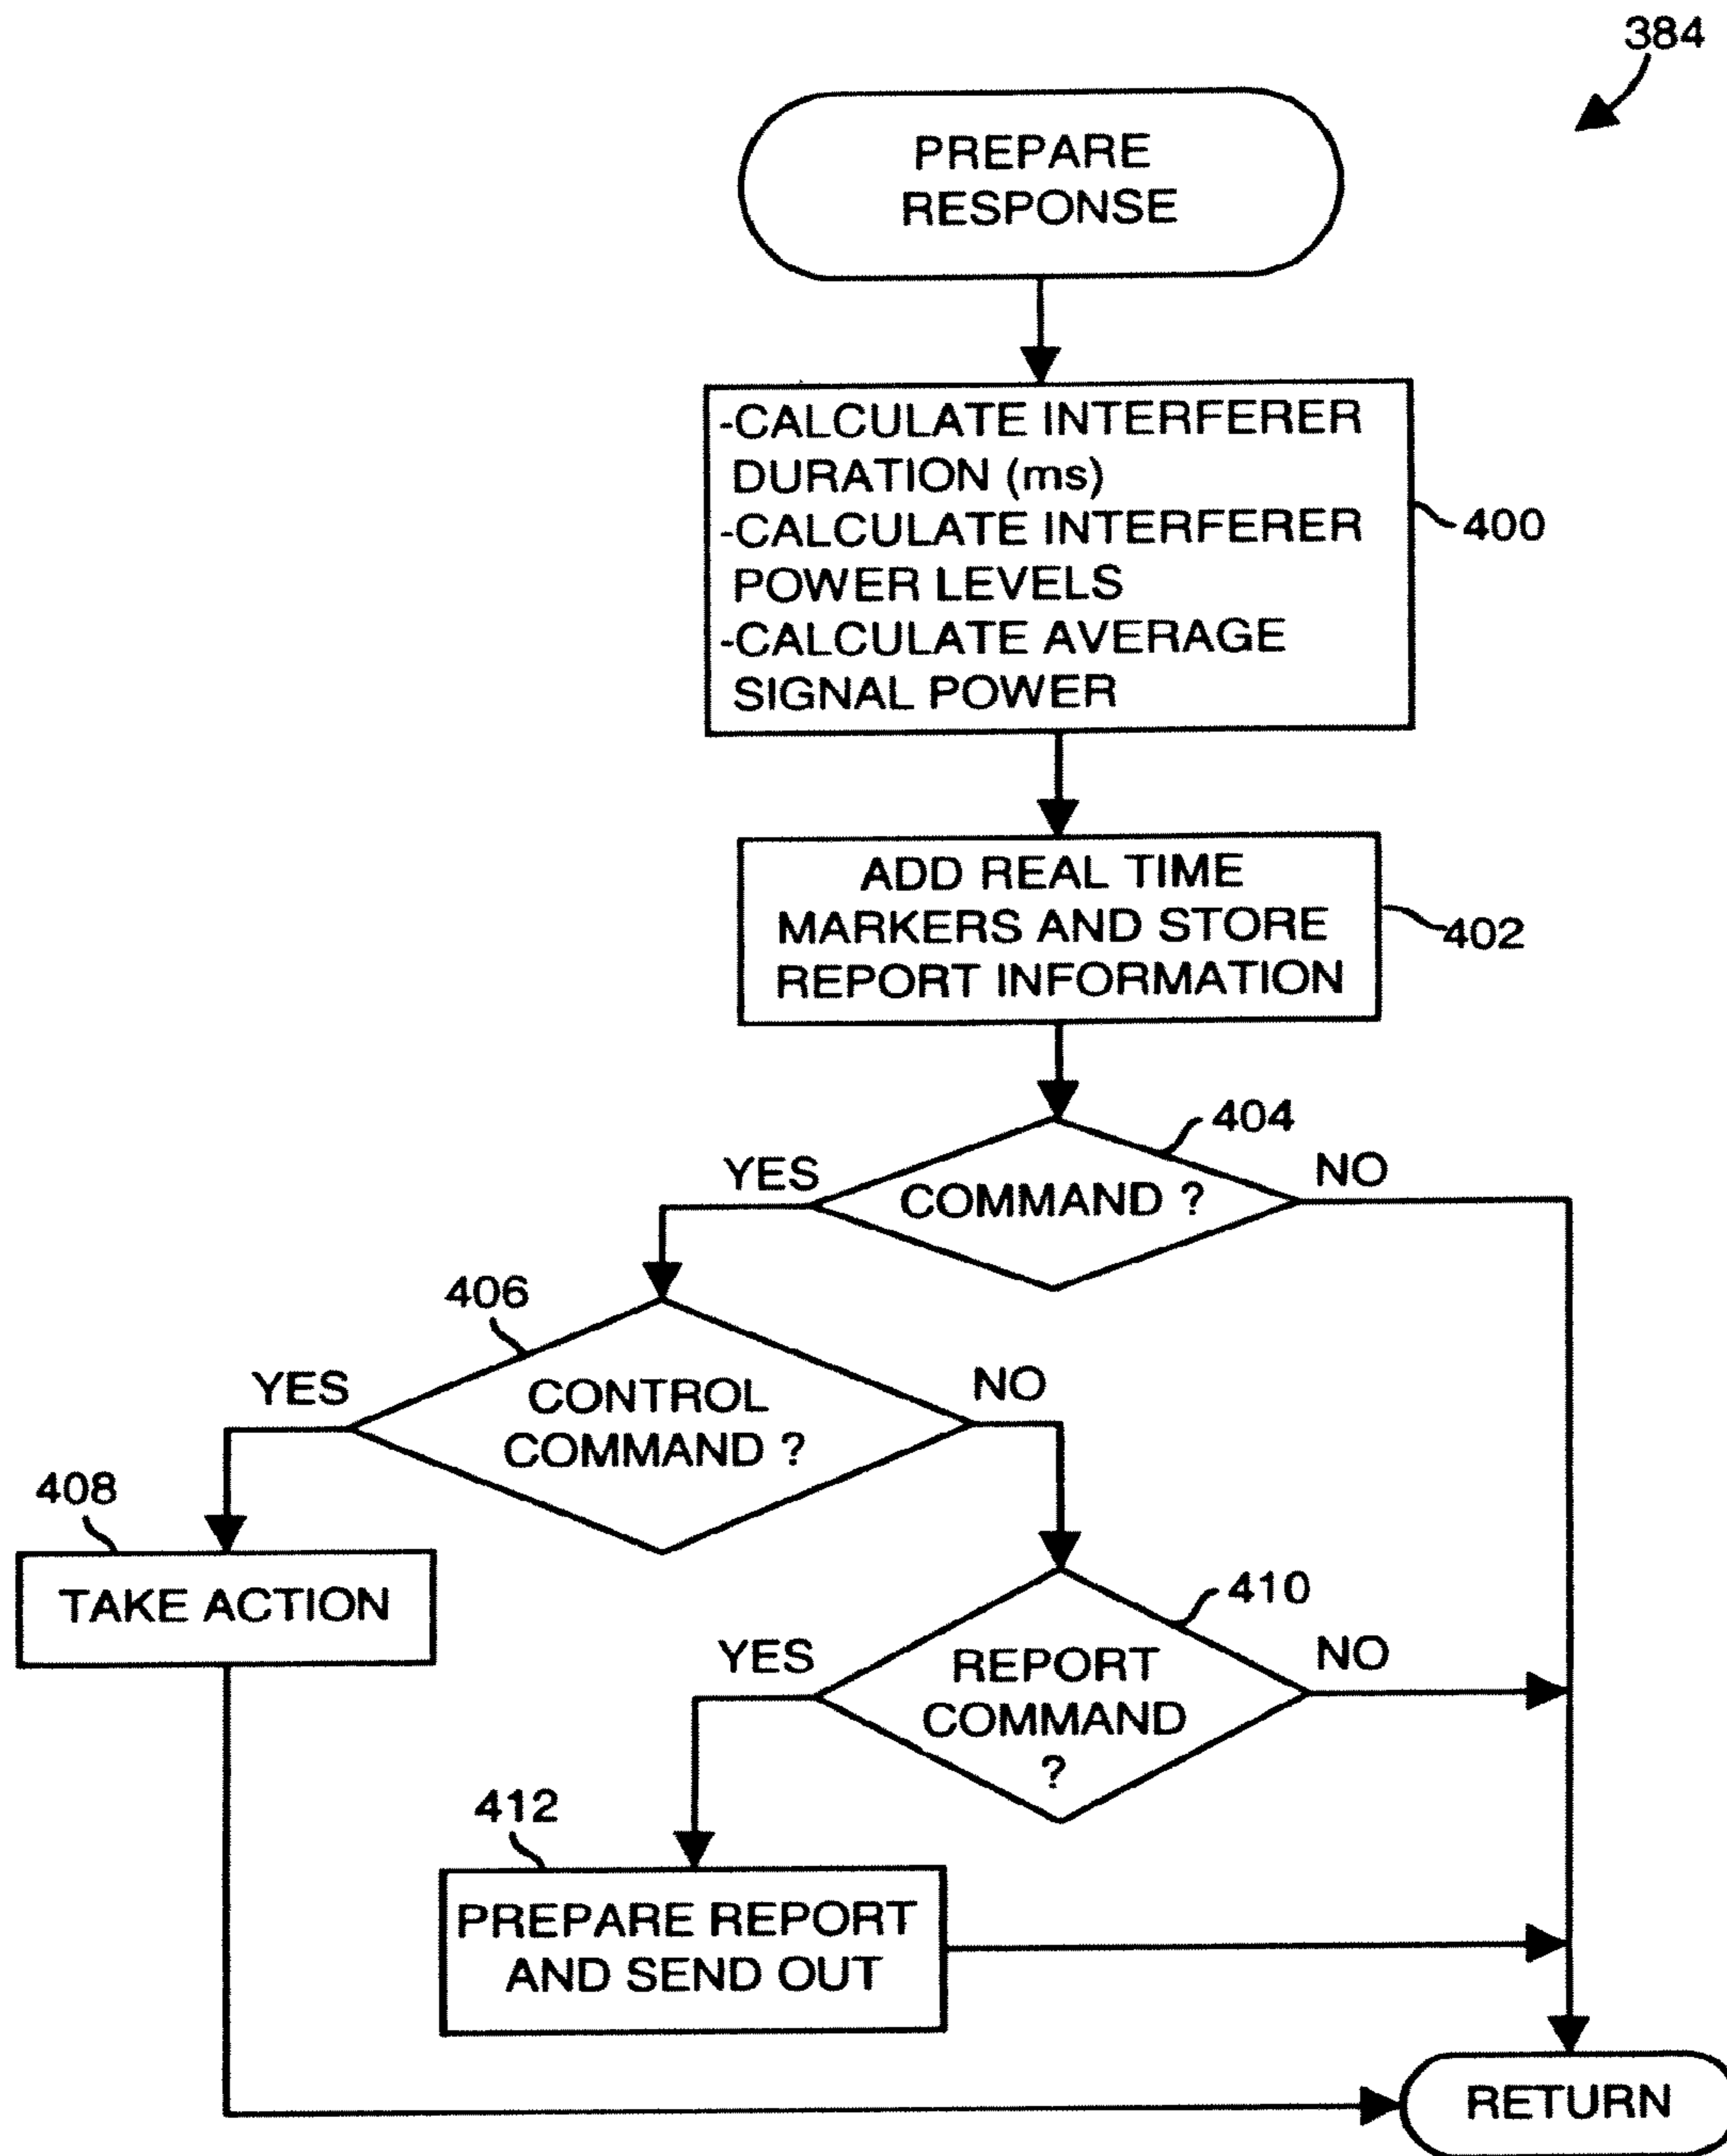 384
PREPARE
RESPONSE
-CALCULATE INTERFERER
DURATION (ms)
-CALCULATE INTERFERER
POWER LEVELS
-CALCULATE AVERAGE
SIGNAL POWER
400
ADD REAL TIME
MARKERS AND STORE
REPORT INFORMATION
402
404
YES
COMMAND ?
NO
406
YES
CONTROL
COMMAND ?
NO
408
TAKE ACTION
410
YES
REPORT
COMMAND
?
NO
412
PREPARE REPORT
AND SEND OUT
RETURN